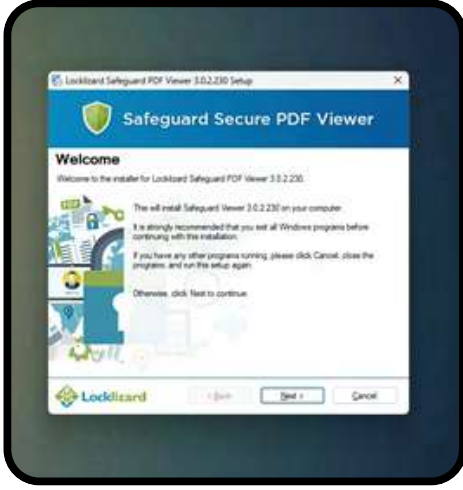 Locklizard Safeguard PDF Viewer 3.0.2.230 Setup
Safeguard Secure PDF Viewer
Welcome
Welcome to the installer for Locklizard Safeguard PDF Viewer 3.0.2.230.
PDF
This will install Safeguard Viewer 3.0.2.230 on your computer.
It is strongly recommended that you exit all Windows programs before
continuing with this installation.
If you have any other programs running, please click Cancel, close the
programs, and run this setup again.
Otherwise, click Next to continue.
Locklizard
< Back
Next >
Cancel